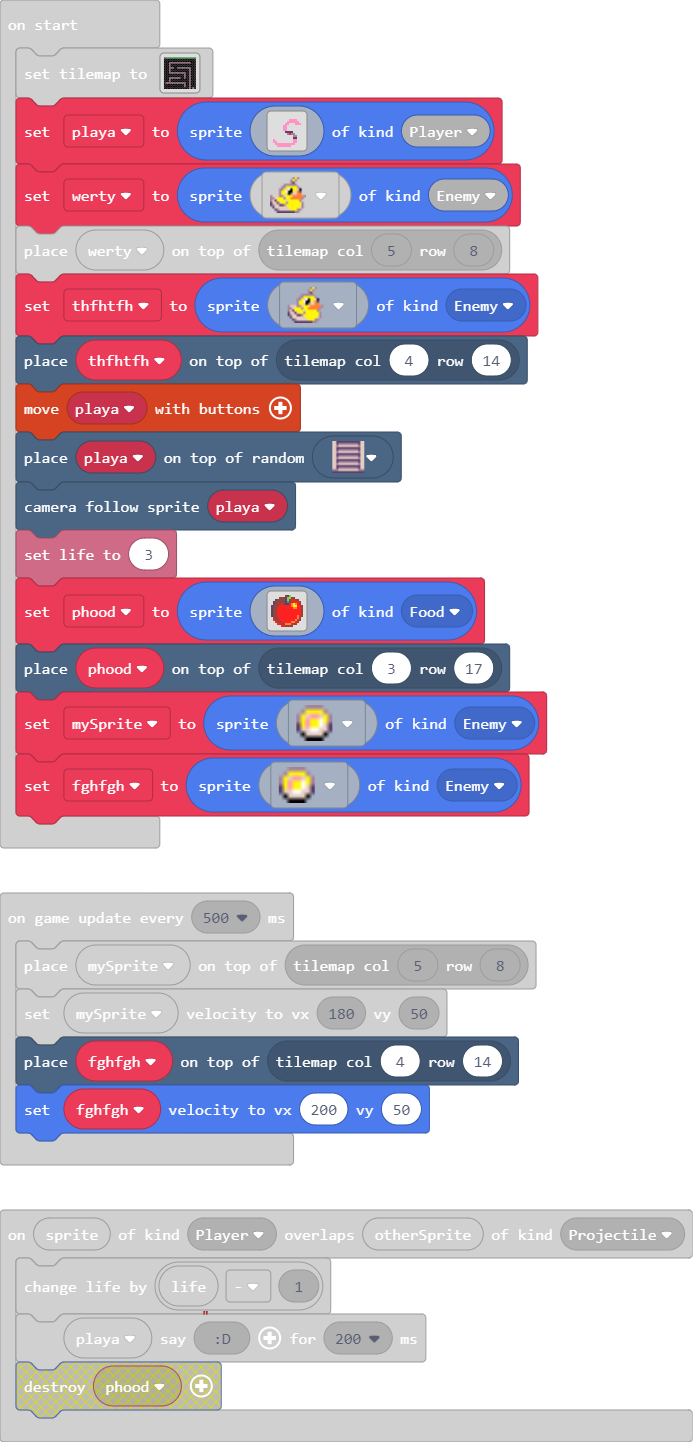 on start
set tilemap to
set playa to sprite of kind Player
set werty to sprite of kind Enemy
place werty on top of tilemap col 5 row 8
set thfhtfh to sprite of kind Enemy
place thfhtfh on top of tilemap col 4 row 14
move playa with buttons
place playa on top of random
camera follow sprite playa
set life to 3
set phood to sprite of kind Food
place phood on top of tilemap col 3 row 17
set mySprite to sprite of kind Enemy
set fghfgh to sprite of kind Enemy
on game update every 500 ms
place mySprite on top of tilemap col 5 row 8
set mySprite velocity to vx 180 vy 50
place fghfgh on top of tilemap col 4 row 14
set fghfgh velocity to vx 200 vy 50
on sprite of kind Player overlaps otherSprite of kind Projectile
change life by life - 1
playa say :D for 200 ms
destroy phood